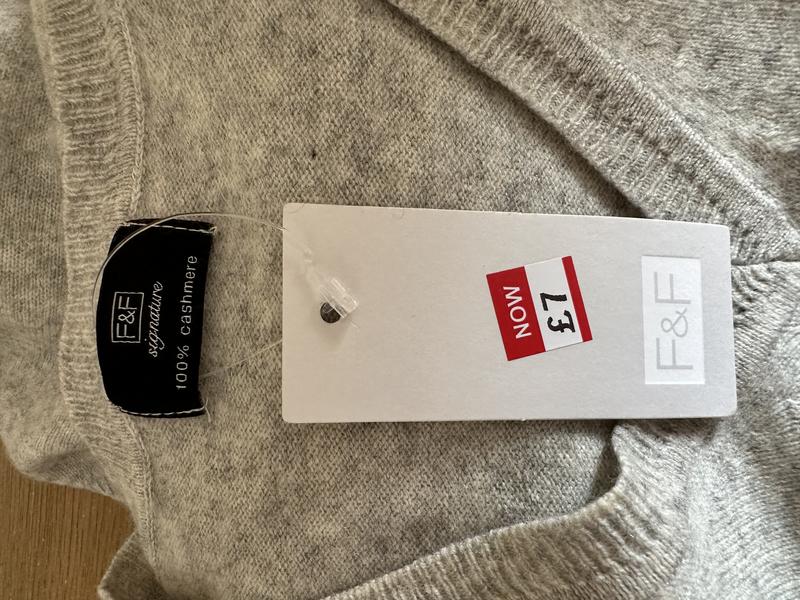 F&F
signature
100% cashmere
NOW
£7
F&F